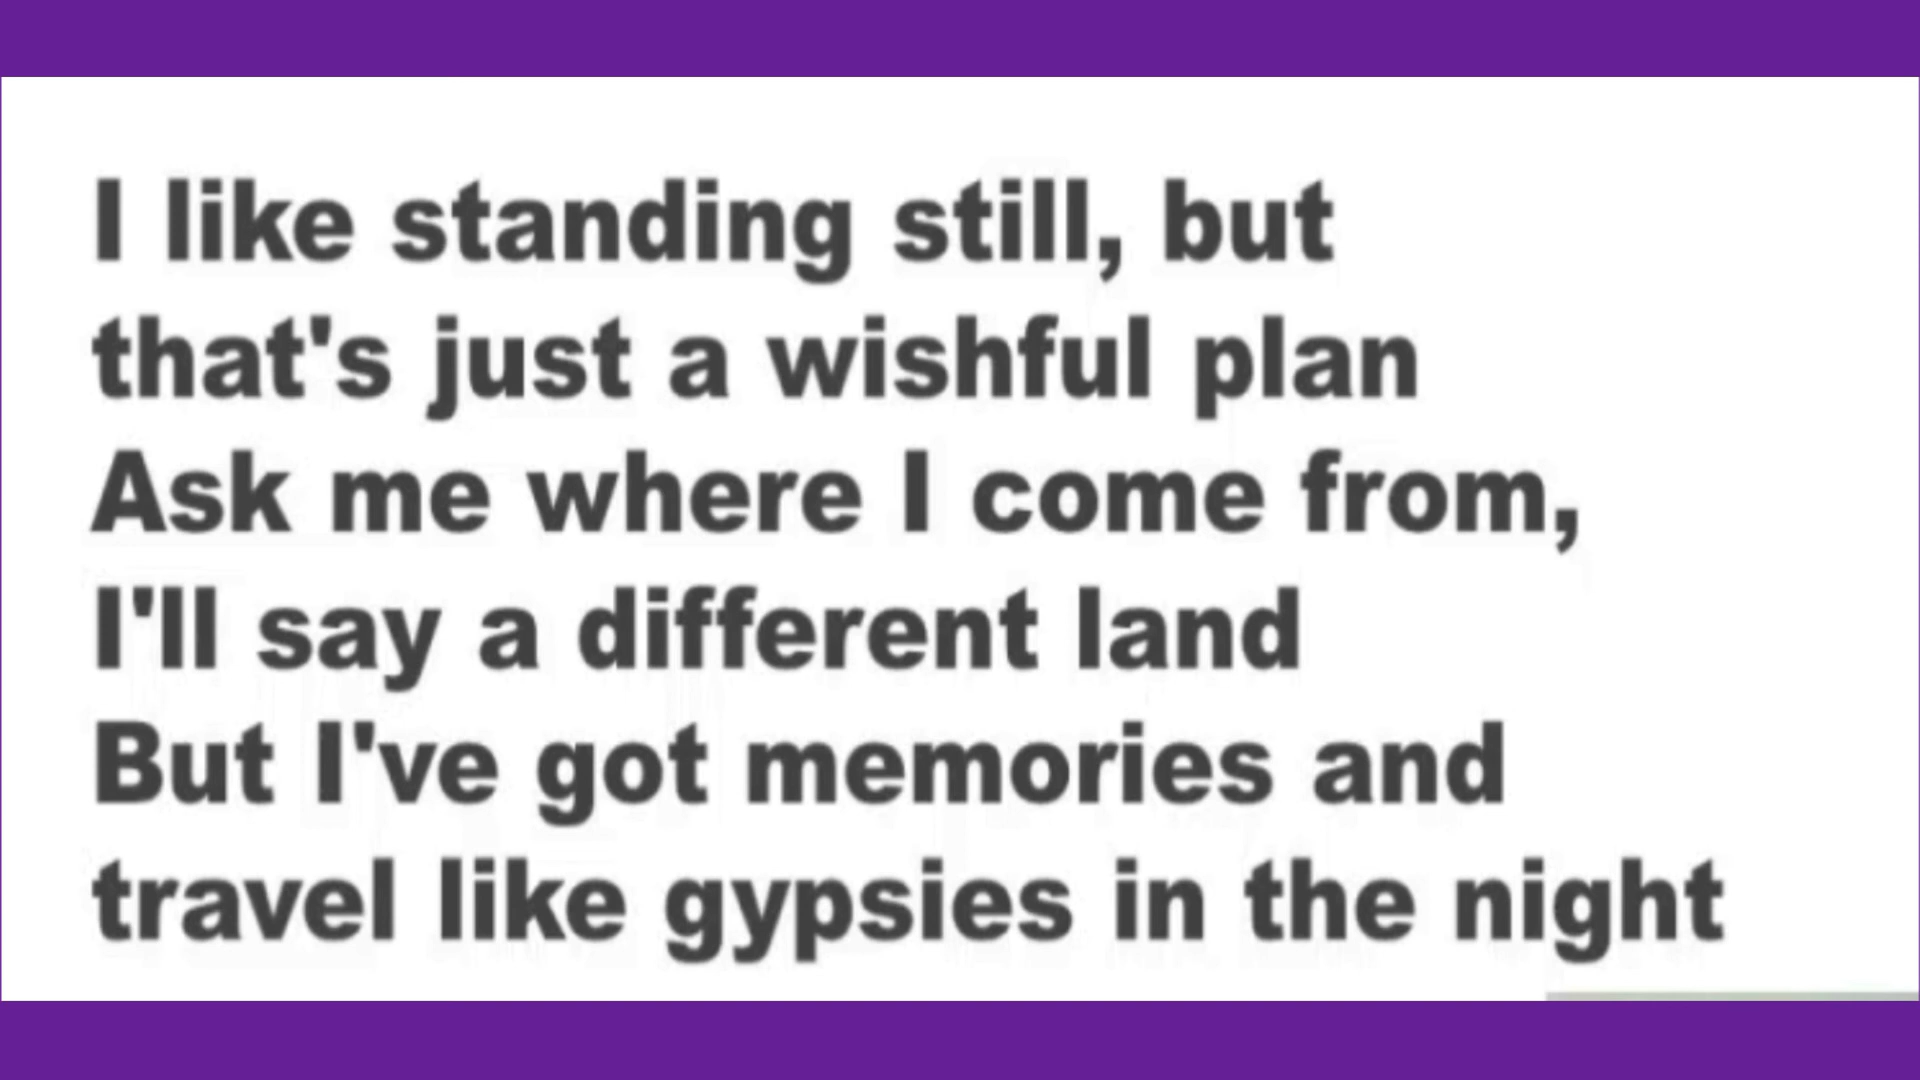 I like standing still, but
that's just a wishful plan
Ask me where I come from,
I'll say a different land
But I've got memories and
travel like gypsies in the night